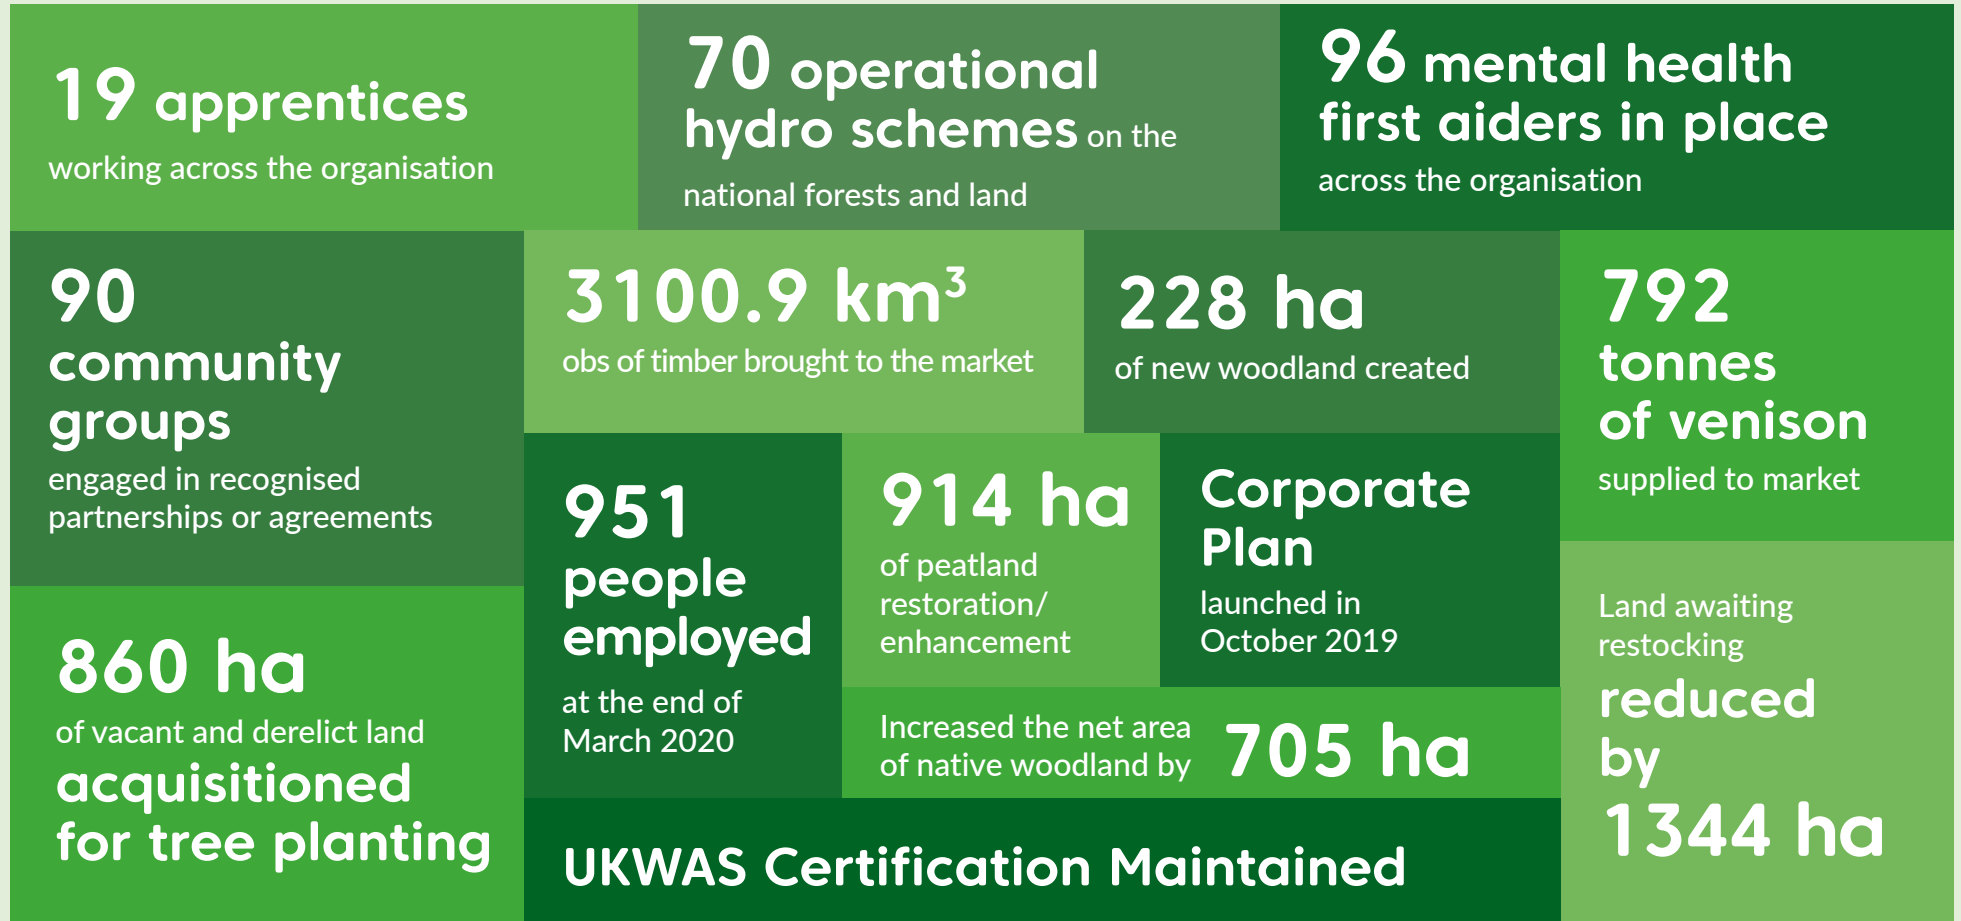 19 apprentices
working across the organisation
70 operational
hydro schemes on the
national forests and land
96 mental health
first aiders in place
across the organisation
90
community
groups
engaged in recognised
partnerships or agreements
3100.9 km³
obs of timber brought to the market
228 ha
of new woodland created
792
tonnes
of venison
supplied to market
951
people
employed
at the end of
March 2020
914 ha
of peatland
restoration/
enhancement
Corporate
Plan
launched in
October 2019
Land awaiting
restocking
reduced
by
1344 ha
860 ha
of vacant and derelict land
acquisitioned
for tree planting
Increased the net area
of native woodland by
705 ha
UKWAS Certification Maintained